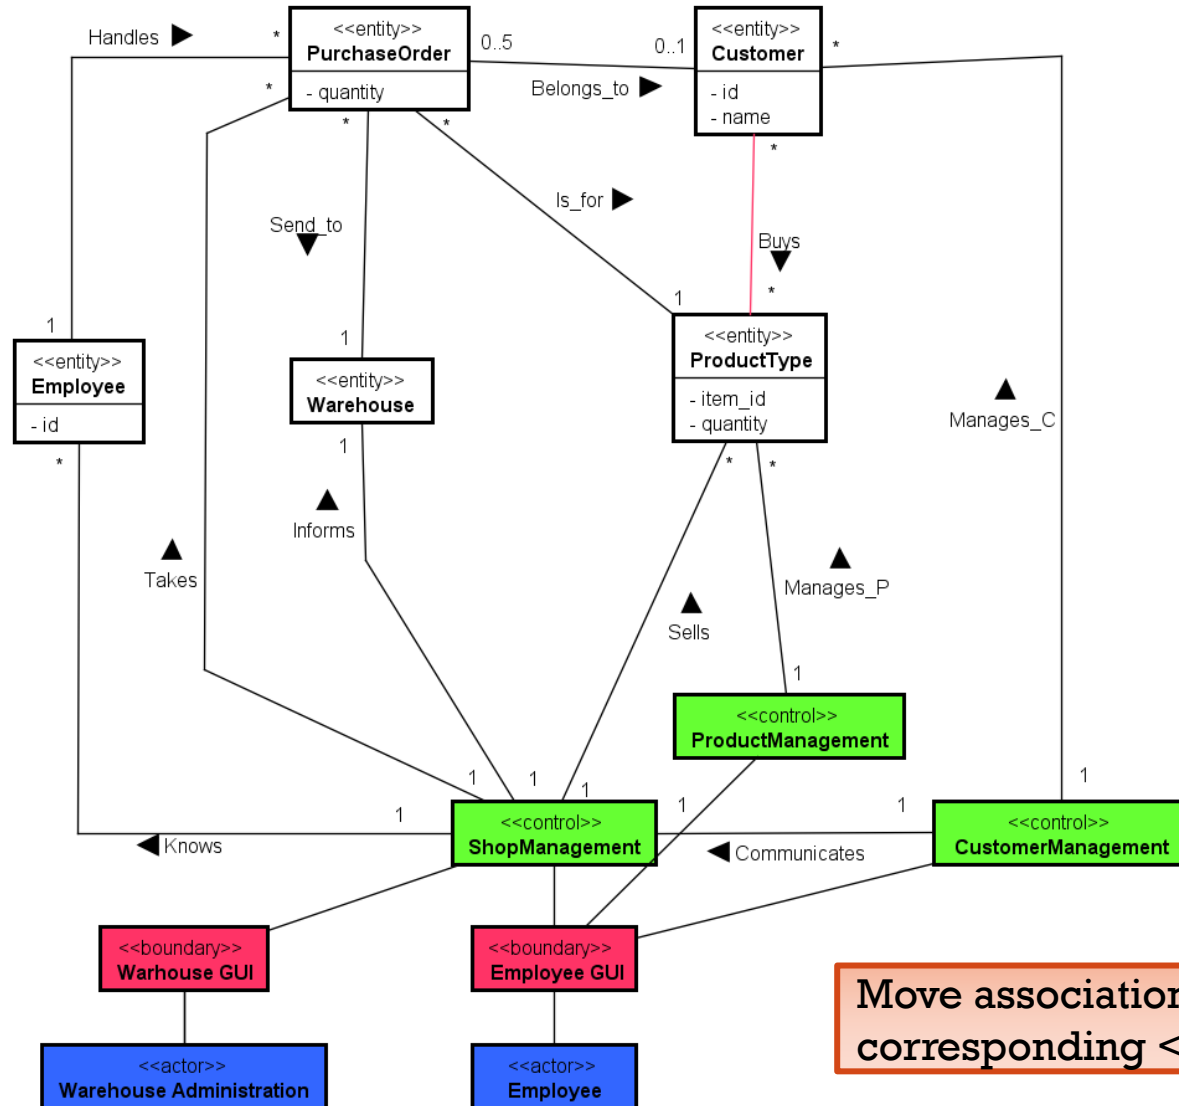 Handles
*
<<entity>>
PurchaseOrder
- quantity
0..5
0..1
Belongs_to
<<entity>>
Customer
- id
- name
*
*
*
*
*
Is_for
Send_to
Buys
*
1
1
1
<<entity>>
Employee
- id
*
<<entity>>
Warehouse
1
<<entity>>
ProductType
- item_id
- quantity
*
*
Manages_C
Informs
Takes
Manages_P
Sells
1
<<control>>
ProductManagement
1
1
1
1
1
1
1
<<control>>
ShopManagement
<<control>>
CustomerManagement
Knows
Communicates
<<boundary>>
Warhouse GUI
<<boundary>>
Employee GUI
Move association
corresponding <
<<actor>>
Warehouse Administration
<<actor>>
Employee